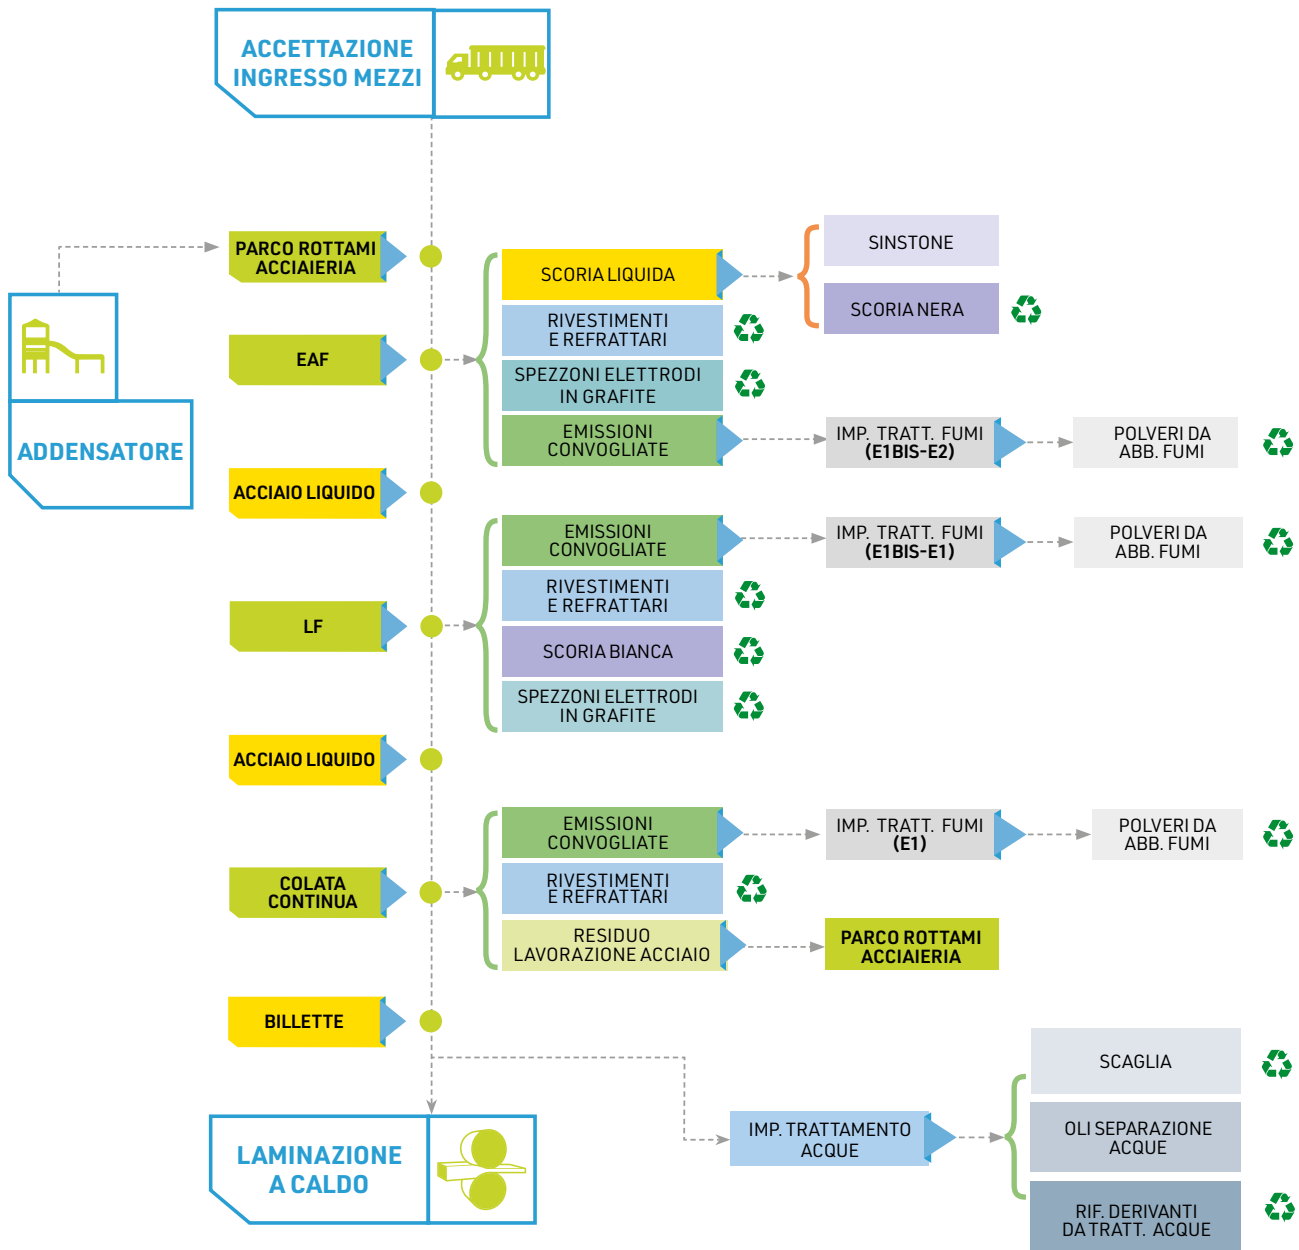 ACCETTAZIONE
INGRESSO MEZZI
PARCO ROTTAMI
ACCIAIERIA
EAF
ADDENSATORE
SCORIA LIQUIDA
RIVESTIMENTI
E REFRATTARI
SPEZZONI ELETTRODI
IN GRAFITE
EMISSIONI
CONVOGLIATE
SINSTONE
SCORIA NERA
IMP. TRATT. FUMI
(E1BIS-E2)
POLVERI DA
ABB. FUMI
ACCIAIO LIQUIDO
LF
EMISSIONI
CONVOGLIATE
IMP. TRATT. FUMI
(E1BIS-E1)
POLVERI DA
ABB. FUMI
RIVESTIMENTI
E REFRATTARI
SCORIA BIANCA
SPEZZONI ELETTRODI
IN GRAFITE
ACCIAIO LIQUIDO
COLATA
CONTINUA
EMISSIONI
CONVOGLIATE
IMP. TRATT. FUMI
(E1)
POLVERI DA
ABB. FUMI
RIVESTIMENTI
E REFRATTARI
RESIDUO
LAVORAZIONE ACCIAIO
PARCO ROTTAMI
ACCIAIERIA
BILLETTE
LAMINAZIONE
A CALDO
IMP. TRATTAMENTO
ACQUE
SCAGLIA
OLI SEPARAZIONE
ACQUE
RIF. DERIVANTI
DA TRATT. ACQUE